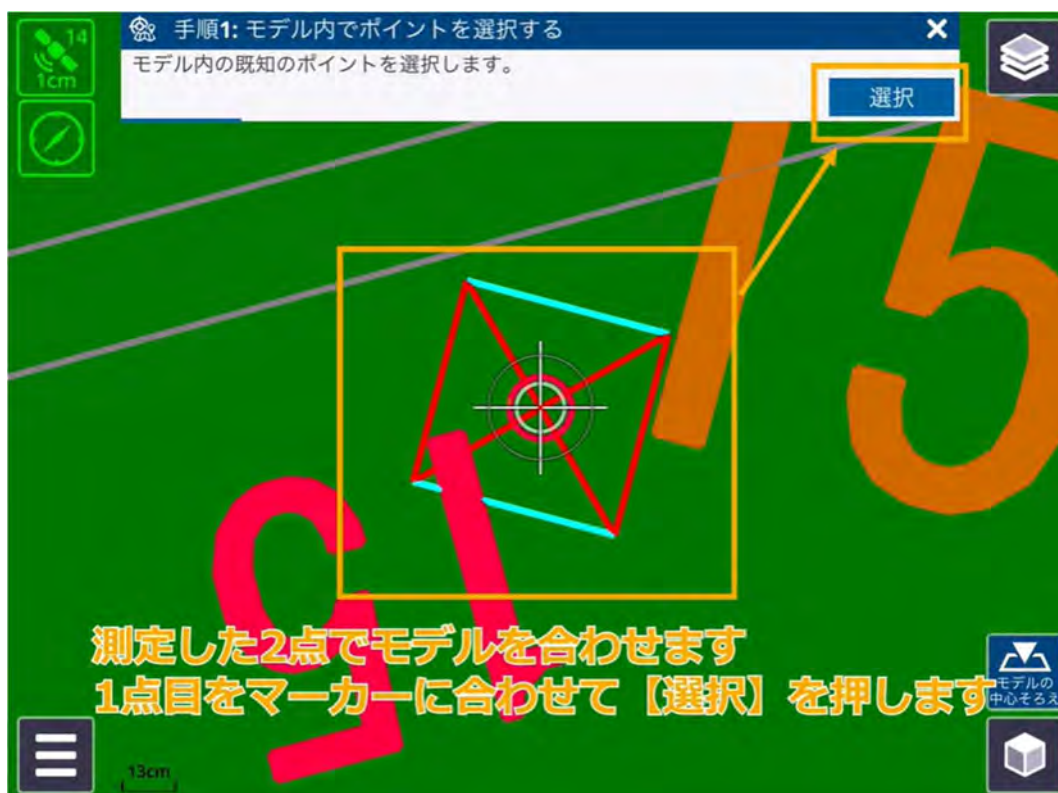 14
1cm
手順1: モデル内でポイントを選択する
モデル内の既知のポイントを選択します。
選択
15
15
測定した2点でモデルを合わせます
1点目をマーカーに合わせて【選択】を押します
モデルの
中心そろえ
13cm